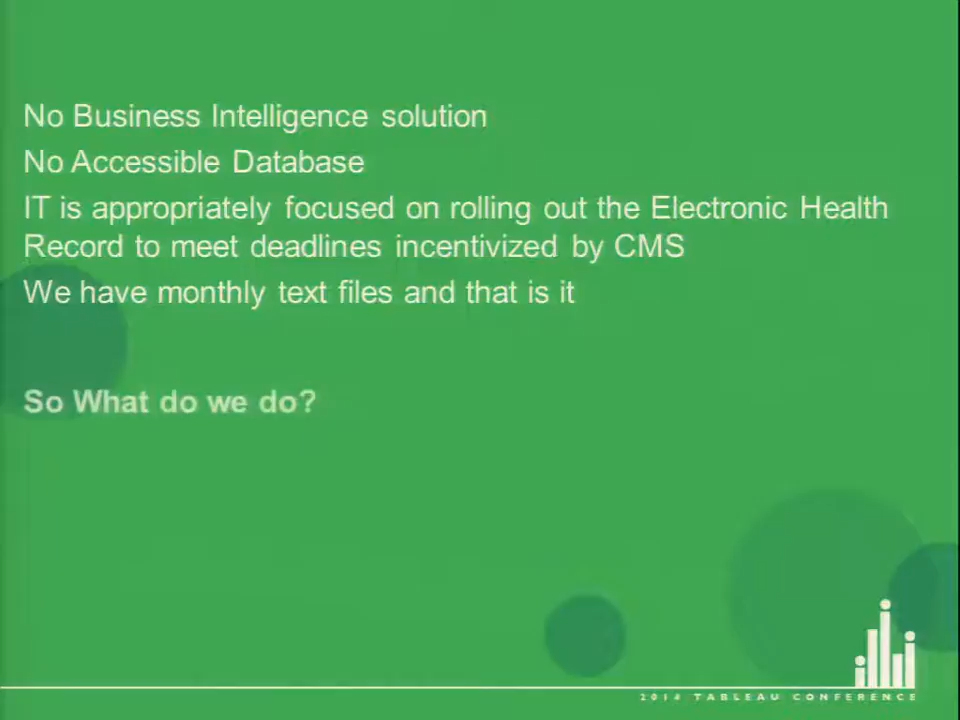 No Business Intelligence solution
No Accessible Database
IT is appropriately focused on rolling out the Electronic Health
Record to meet deadlines incentivized by CMS
We have monthly text files and that is it
So What do we do?
2014 TABLEAU CONFERENCE